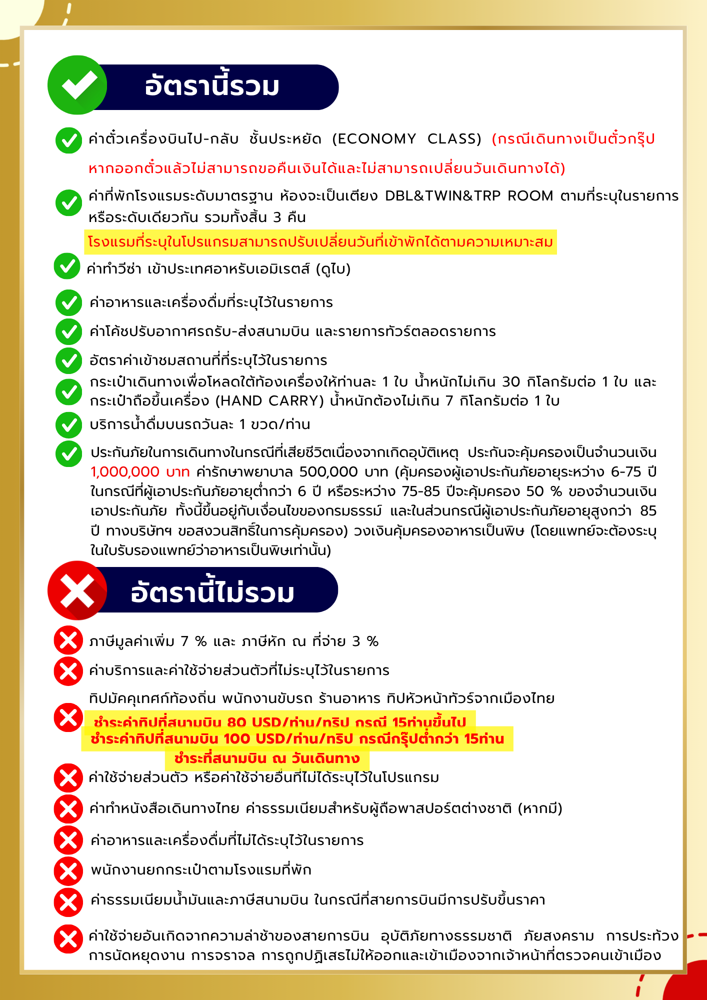 อัตรานี้รวม
ค่าตั๋วเครื่องบินไป-กลับ ชั้นประหยัด (ECONOMY CLASS) (กรณีเดินทางเป็นตั๋วกรุ๊ป
หากออกตั๋วแล้วไม่สามารถขอคืนเงินได้และไม่สามารถเปลี่ยนวันเดินทางได้)
ค่าที่พักโรงแรมระดับมาตรฐาน ห้องจะเป็นเตียง DBL&TWIN&TRP ROOM ตามที่ระบุในรายการ
หรือระดับเดียวกัน รวมทั้งสิ้น 3 คืน
โรงแรมที่ระบุในโปรแกรมสามารถปรับเปลี่ยนวันที่เข้าพักได้ตามความเหมาะสม
ค่าทำวีซ่า เข้าประเทศอาหรับเอมิเรตส์ (ดูไบ)
ค่าอาหารและเครื่องดื่มที่ระบุไว้ในรายการ
ค่าโค้ชปรับอากาศรถรับ-ส่งสนามบิน และรายการทัวร์ตลอดรายการ
อัตราค่าเข้าชมสถานที่ที่ระบุไว้ในรายการ
กระเป๋าเดินทางเพื่อโหลดใต้ท้องเครื่องให้ท่านละ 1 ใบ น้ำหนักไม่เกิน 30 กิโลกรัมต่อ 1 ใบ และ
กระเป๋าถือขึ้นเครื่อง (HAND CARRY) น้ำหนักต้องไม่เกิน 7 กิโลกรัมต่อ 1 ใบ
บริการน้ำดื่มบนรถวันละ 1 ขวด/ท่าน
ประกันภัยในการเดินทางในกรณีที่เสียชีวิตเนื่องจากเกิดอุบัติเหตุ ประกันจะคุ้มครองเป็นจำนวนเงิน
1,000,000 บาท ค่ารักษาพยาบาล 500,000 บาท (คุ้มครองผู้เอาประกันภัยอายุระหว่าง 6-75 ปี
ในกรณีที่ผู้เอาประกันภัยอายุต่ำกว่า 6 ปี หรือระหว่าง 75-85 ปีจะคุ้มครอง 50 % ของจำนวนเงิน
เอาประกันภัย ทั้งนี้ขึ้นอยู่กับเงื่อนไขของกรมธรรม์ และในส่วนกรณีผู้เอาประกันภัยอายุสูงกว่า 85
ปี ทางบริษัทฯ ขอสงวนสิทธิ์ในการคุ้มครอง) วงเงินคุ้มครองอาหารเป็นพิษ (โดยแพทย์จะต้องระบุ
ในใบรับรองแพทย์ว่าอาหารเป็นพิษเท่านั้น)
อัตรานี้ไม่รวม
ภาษีมูลค่าเพิ่ม 7 % และ ภาษีหัก ณ ที่จ่าย 3 %
ค่าบริการและค่าใช้จ่ายส่วนตัวที่ไม่ระบุไว้ในรายการ
ทิปมัคคุเทศก์ท้องถิ่น พนักงานขับรถ ร้านอาหาร ทิปหัวหน้าทัวร์จากเมืองไทย
ชำระค่าทิปที่สนามบิน 80 USD/ท่าน/ทริป กรณี 15ท่านขึ้นไป
ชำระค่าทิปที่สนามบิน 100 USD/ท่าน/ทริป กรณีกรุ๊ปต่ำกว่า 15ท่าน
ชำระที่สนามบิน ณ วันเดินทาง
ค่าใช้จ่ายส่วนตัว หรือค่าใช้จ่ายอื่นที่ไม่ได้ระบุไว้ในโปรแกรม
ค่าทำหนังสือเดินทางไทย ค่าธรรมเนียมสำหรับผู้ถือพาสปอร์ตต่างชาติ (หากมี)
ค่าอาหารและเครื่องดื่มที่ไม่ได้ระบุไว้ในรายการ
พนักงานยกกระเป๋าตามโรงแรมที่พัก
ค่าธรรมเนียมน้ำมันและภาษีสนามบิน ในกรณีที่สายการบินมีการปรับขึ้นราคา
ค่าใช้จ่ายอันเกิดจากความล่าช้าของสายการบิน อุบัติภัยทางธรรมชาติ ภัยสงคราม การประท้วง
การนัดหยุดงาน การจราจล การถูกปฏิเสธไม่ให้ออกและเข้าเมืองจากเจ้าหน้าที่ตรวจคนเข้าเมือง